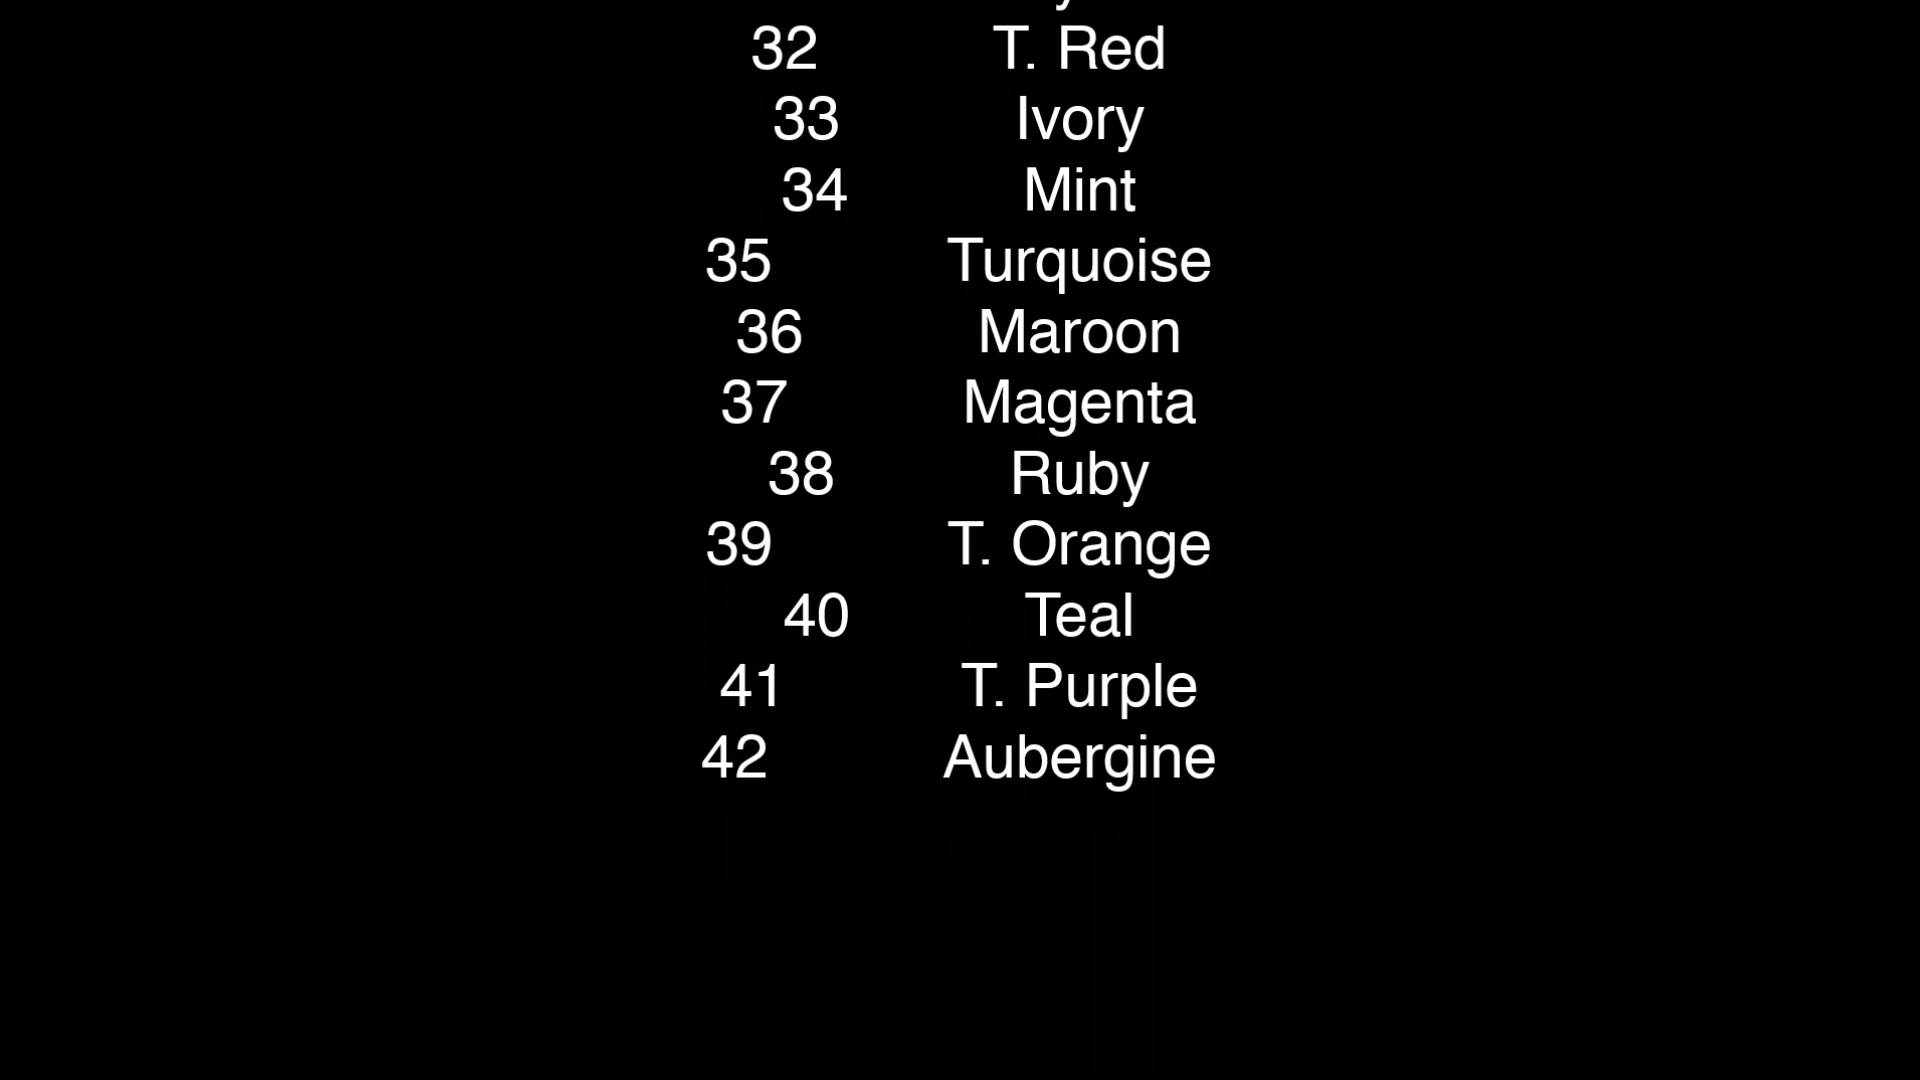 32 T. Red
33 Ivory
34 Mint
35 Turquoise
36 Maroon
37 Magenta
38 Ruby
39 T. Orange
40 Teal
41 T. Purple
42 Aubergine